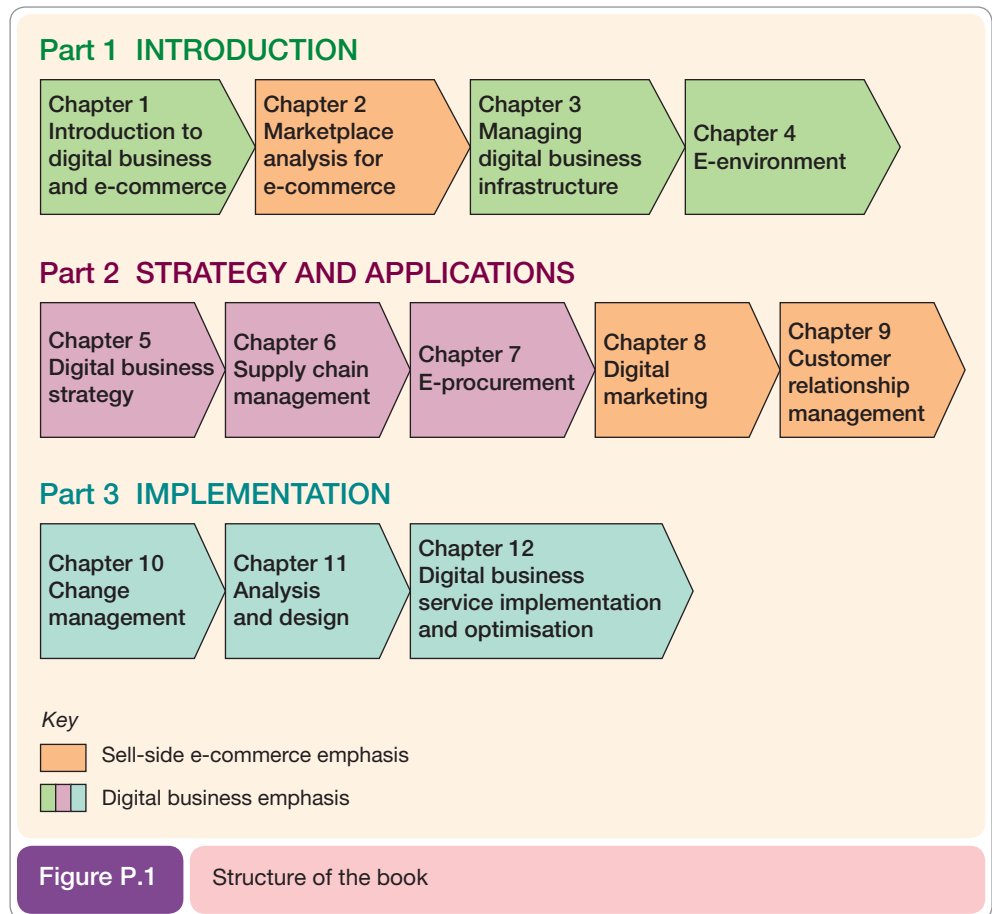 Part 1 INTRODUCTION
Chapter 1
Introduction to
digital business
and e-commerce
Chapter 2
Marketplace
analysis for
e-commerce
Chapter 3
Managing
digital business
infrastructure
Chapter 4
E-environment
Part 2 STRATEGY AND APPLICATIONS
Chapter 5
Digital business
strategy
Chapter 6
Supply chain
management
Chapter 7
E-procurement
Chapter 8
Digital
marketing
Chapter 9
Customer
relationship
management
Part 3 IMPLEMENTATION
Chapter 10
Change
management
Chapter 11
Analysis
and design
Chapter 12
Digital business
service implementation
and optimisation
Key
Sell-side e-commerce emphasis
Digital business emphasis
Figure P.1
Structure of the book